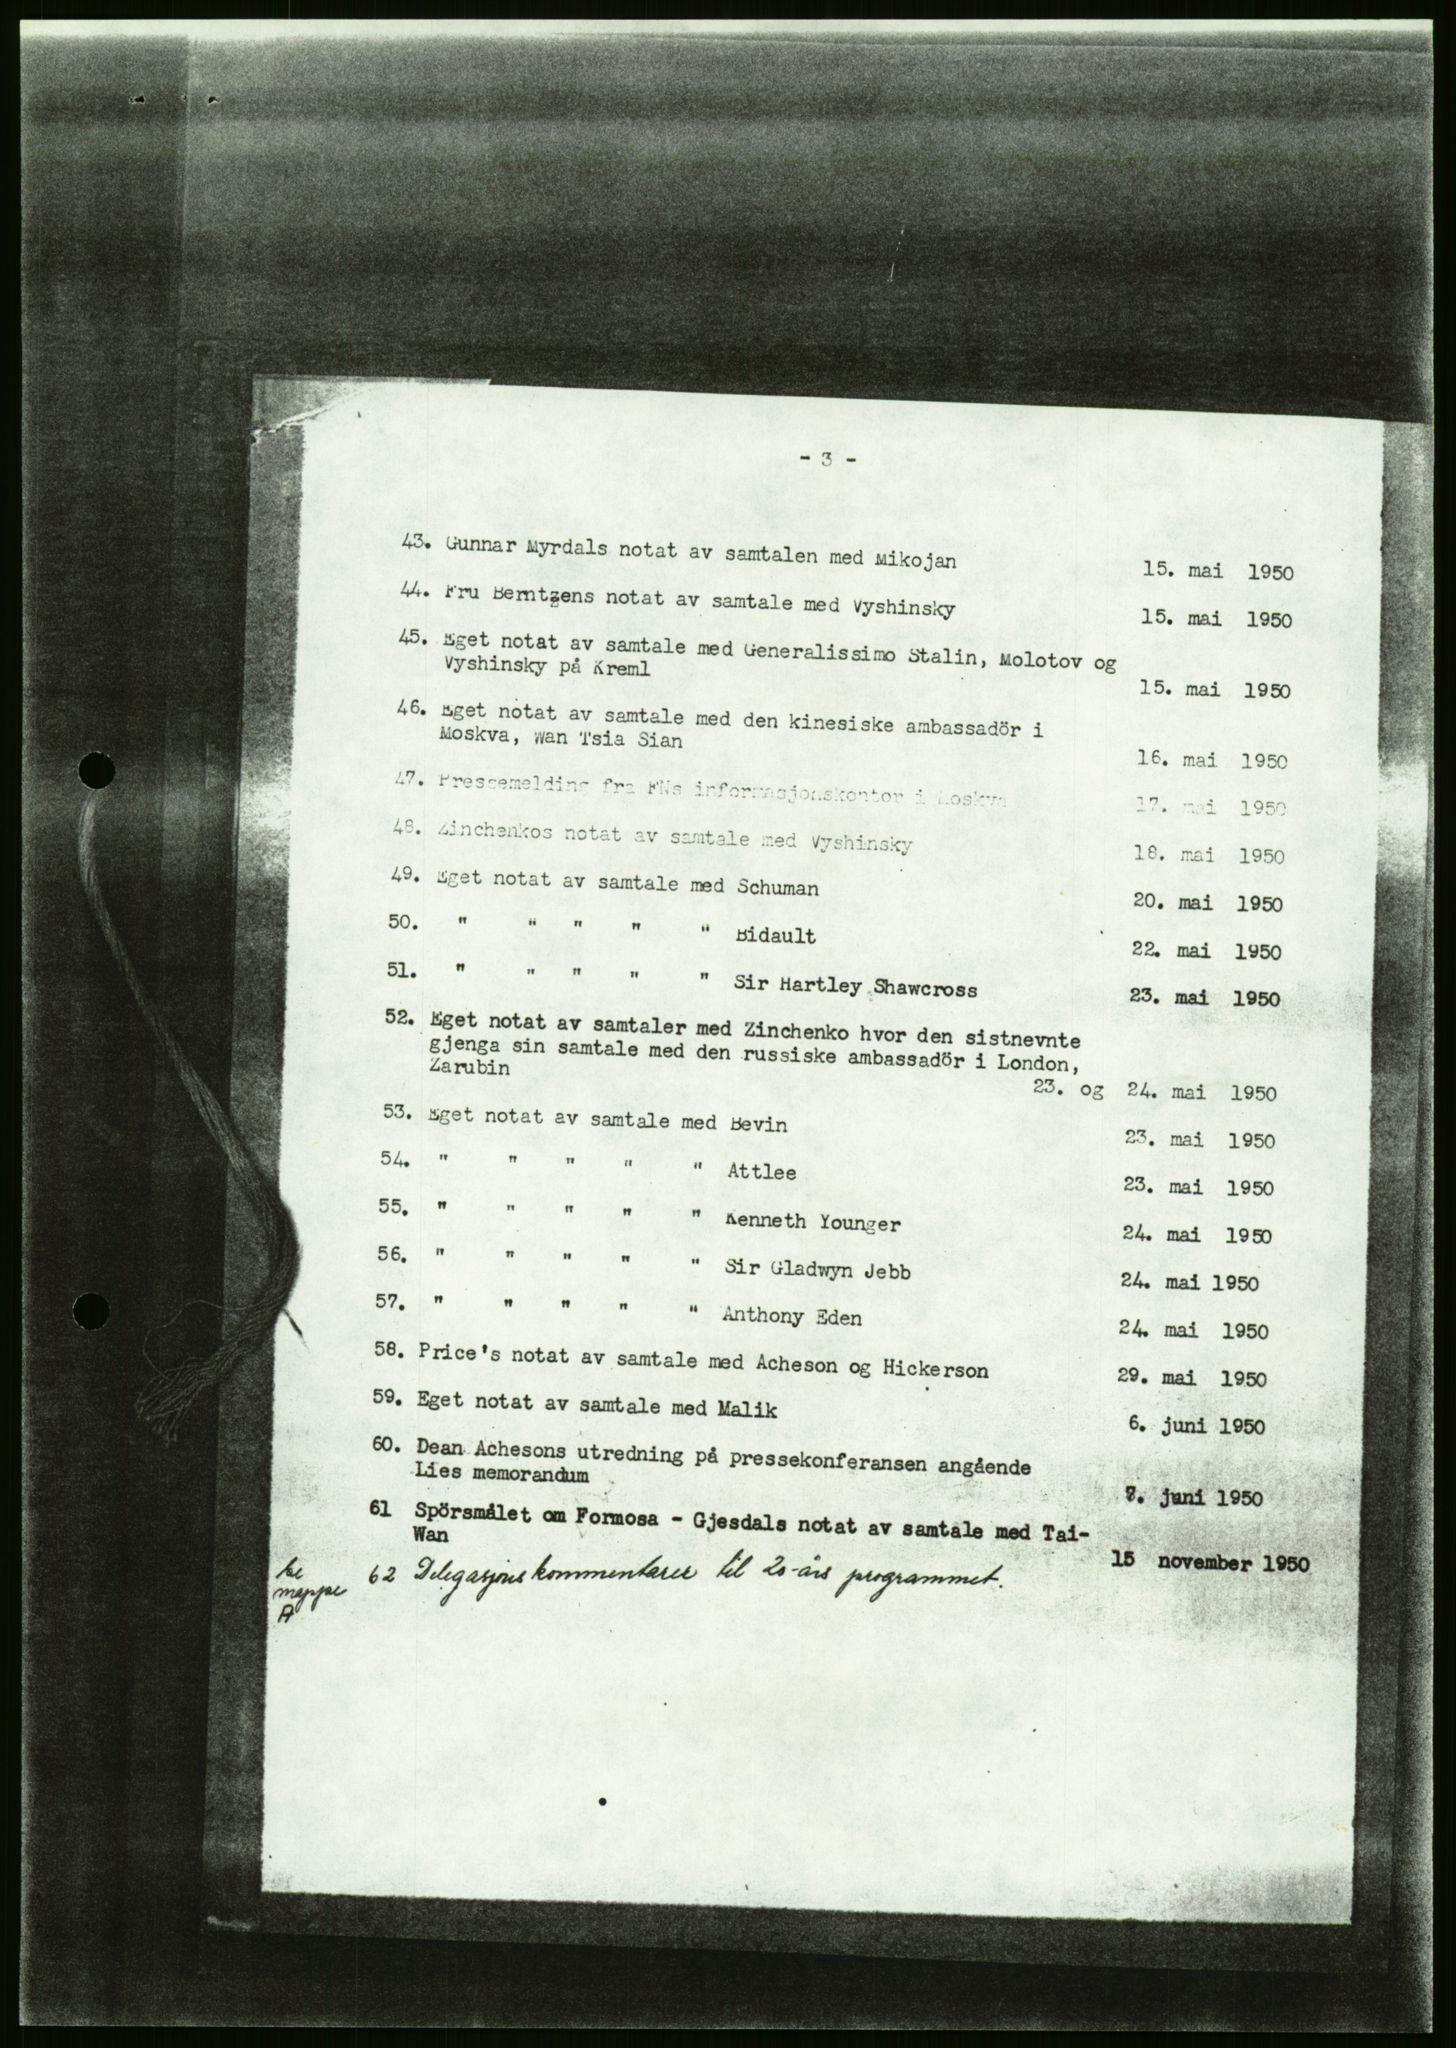 - 3 -
43. Gunnar Myrdals notat av samtalen med Mikojan 15. mai 1950
44. Fru Berntzens notat av samtale med Vyshinsky 15. mai 1950
45. Eget notat av samtale med Generalissimo Stalin, Molotov og
Vyshinsky på Kreml 15. mai 1950
46. Eget notat av samtale med den kinesiske ambassadör i
Moskva, Wan Tsia Sian 16. mai 1950
47. Pressemelding fra FNs informasjonskontor i Moskva 17. mai 1950
48. Zinchenkos notat av samtale med Vyshinsky 18. mai 1950
49. Eget notat av samtale med Schuman 20. mai 1950
50. " " " " " Bidault 22. mai 1950
51. " " " " " Sir Hartley Shawcross 23. mai 1950
52. Eget notat av samtaler med Zinchenko hvor den sistnevnte
gjenga sin samtale med den russiske ambassadör i London,
Zarubin 23. og 24. mai 1950
53. Eget notat av samtale med Bevin 23. mai 1950
54. " " " " " Attlee 23. mai 1950
55. " " " " " Kenneth Younger 24. mai 1950
56. " " " " " Sir Gladwyn Jebb 24. mai 1950
57. " " " " " Anthony Eden 24. mai 1950
58. Price's notat av samtale med Acheson og Hickerson 29. mai 1950
59. Eget notat av samtale med Malik 6. juni 1950
60. Dean Achesons utredning på pressekonferansen angående
Lies memorandum 7. juni 1950
61 Spörsmålet om Formosa - Gjesdals notat av samtale med Tai-
Wan 15 november 1950
62 Delegasjonskommentarer til 20-års programmet.
se
mappe
A